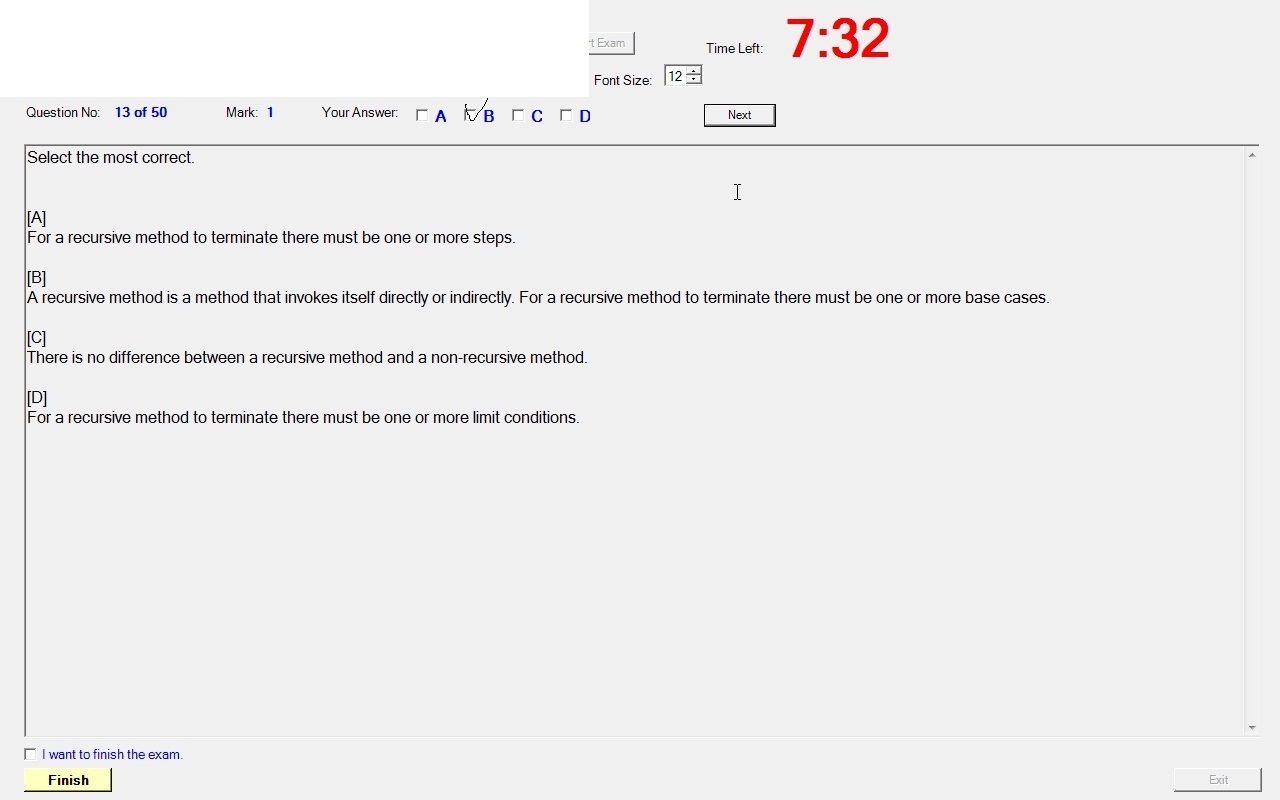 t Exam
Time Left: 7:32
Font Size: 12
Question No: 13 of 50 Mark: 1 Your Answer: A B C D Next
Select the most correct.
[A]
For a recursive method to terminate there must be one or more steps.
[B]
A recursive method is a method that invokes itself directly or indirectly. For a recursive method to terminate there must be one or more base cases.
[C]
There is no difference between a recursive method and a non-recursive method.
[D]
For a recursive method to terminate there must be one or more limit conditions.
I want to finish the exam.
Finish Exit